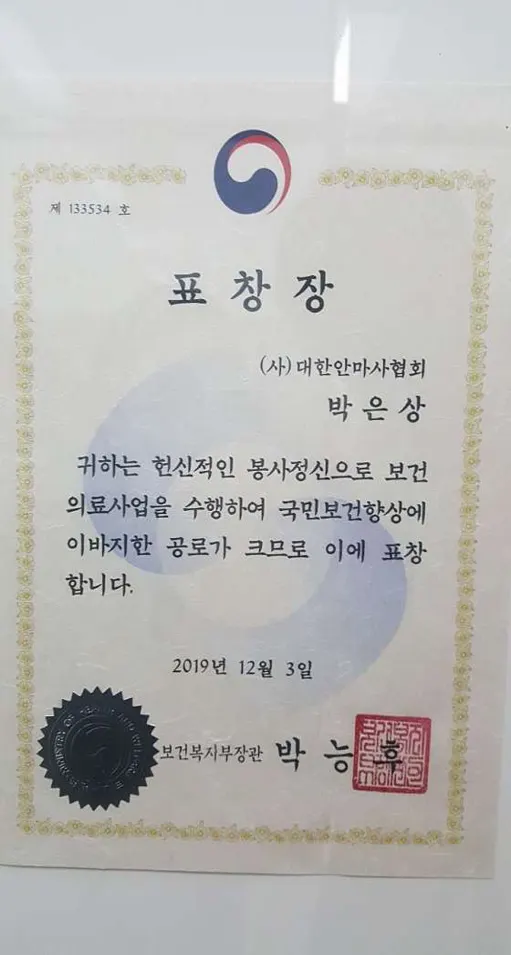 제 133534 호
표 창 장
(사)대한안마사협회
박 은 상
귀하는 헌신적인 봉사정신으로 보건
의료사업을 수행하여 국민보건향상에
이바지한 공로가 크므로 이에 표창
합니다.
2019년 12월 3일
보건복지부장관 박 능 후